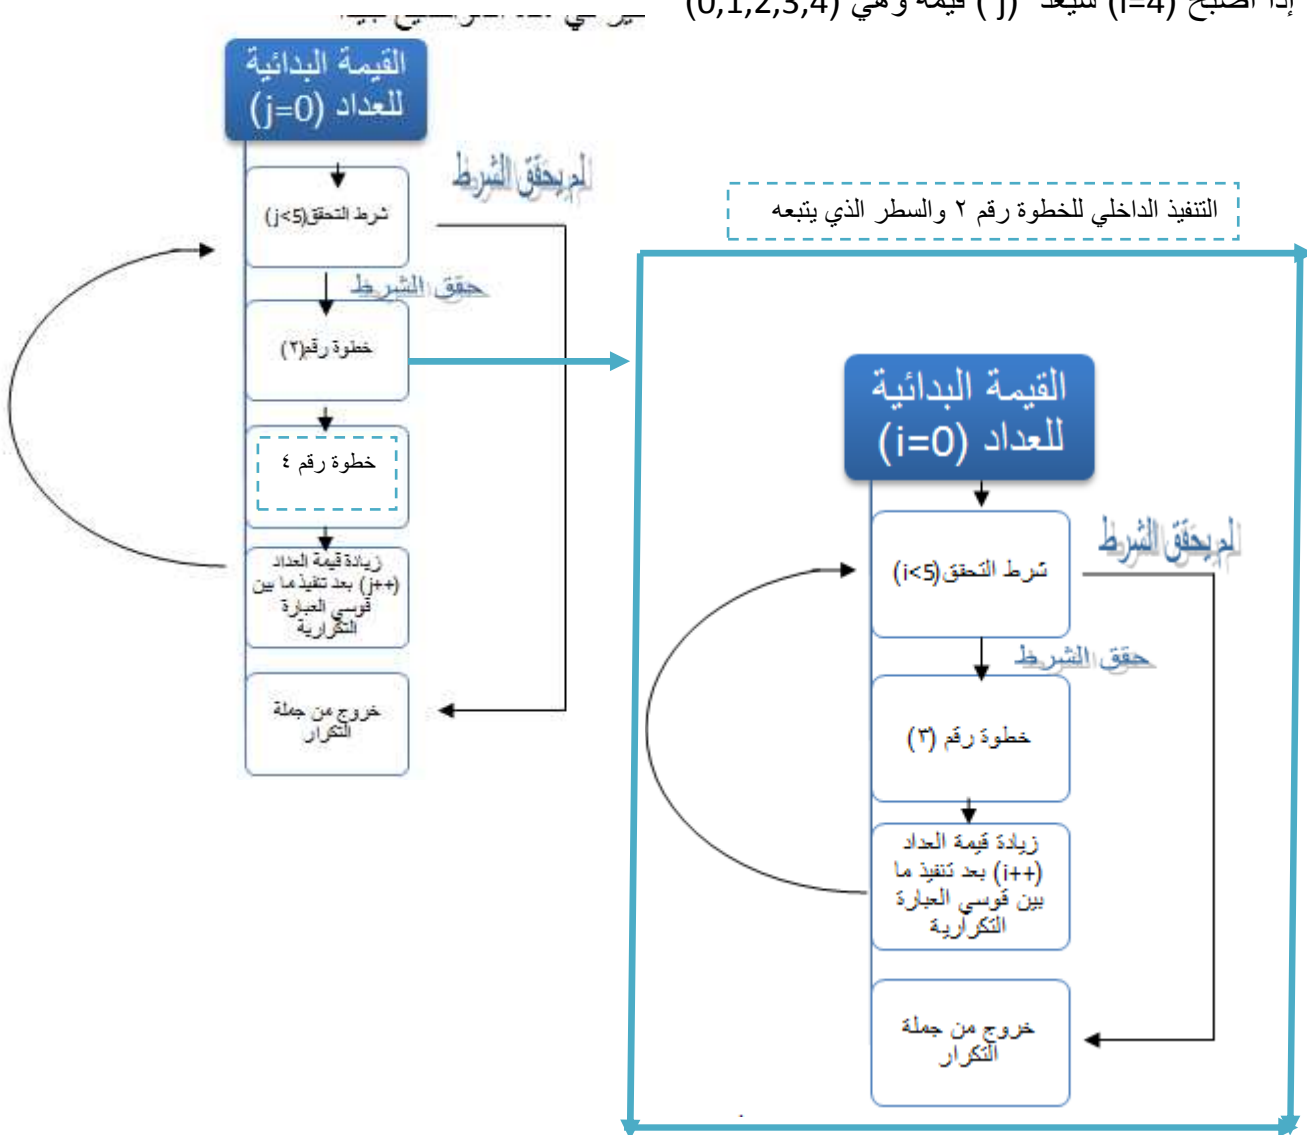 إذا أصبح (i=4) سيعد (j ) قيمة وهي (0,1,2,3,4)
القيمة البدائية
للعداد (j=0)
لم يحقق الشرط
شرط التحقق(j<5)
حقق الشرط
خطوة رقم(٢)
خطوة رقم ٤
زيادة قيمة العداد
(j++) بعد تنفيذ ما بين
قوسي العبارة
التكرارية
خروج من جملة
التكرار
التنفيذ الداخلي للخطوة رقم ٢ والسطر الذي يتبعه
القيمة البدائية
للعداد (i=0)
لم يحقق الشرط
شرط التحقق(i<5)
حقق الشرط
خطوة رقم (٣)
زيادة قيمة العداد
(i++) بعد تنفيذ ما
بين قوسي العبارة
التكرارية
خروج من جملة
التكرار